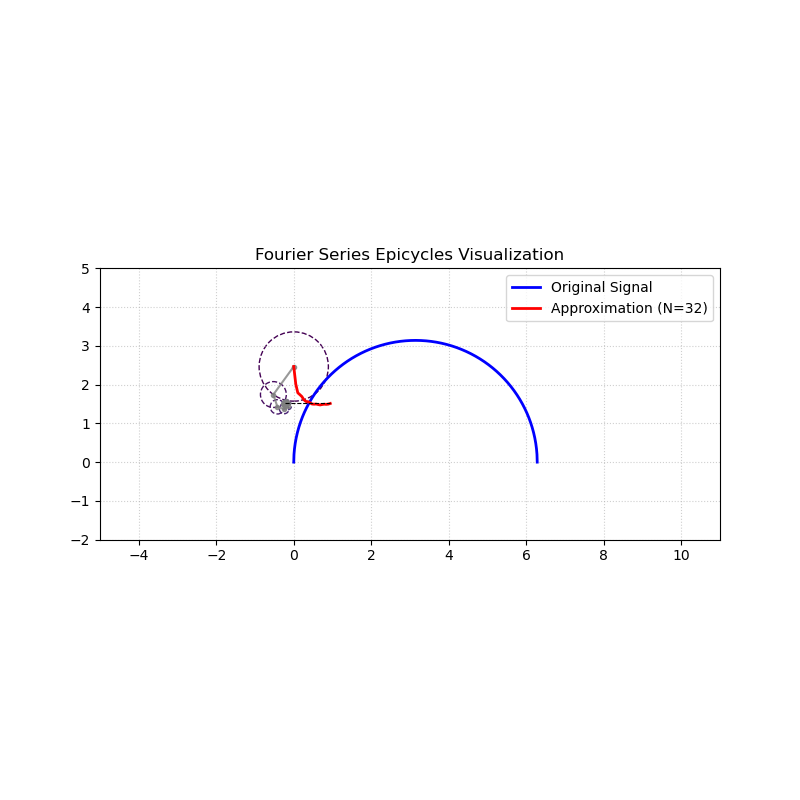 Fourier Series Epicycles Visualization
Original Signal
Approximation (N=32)
5
4
3
2
1
0
−1
−2
−4 −2 0 2 4 6 8 10